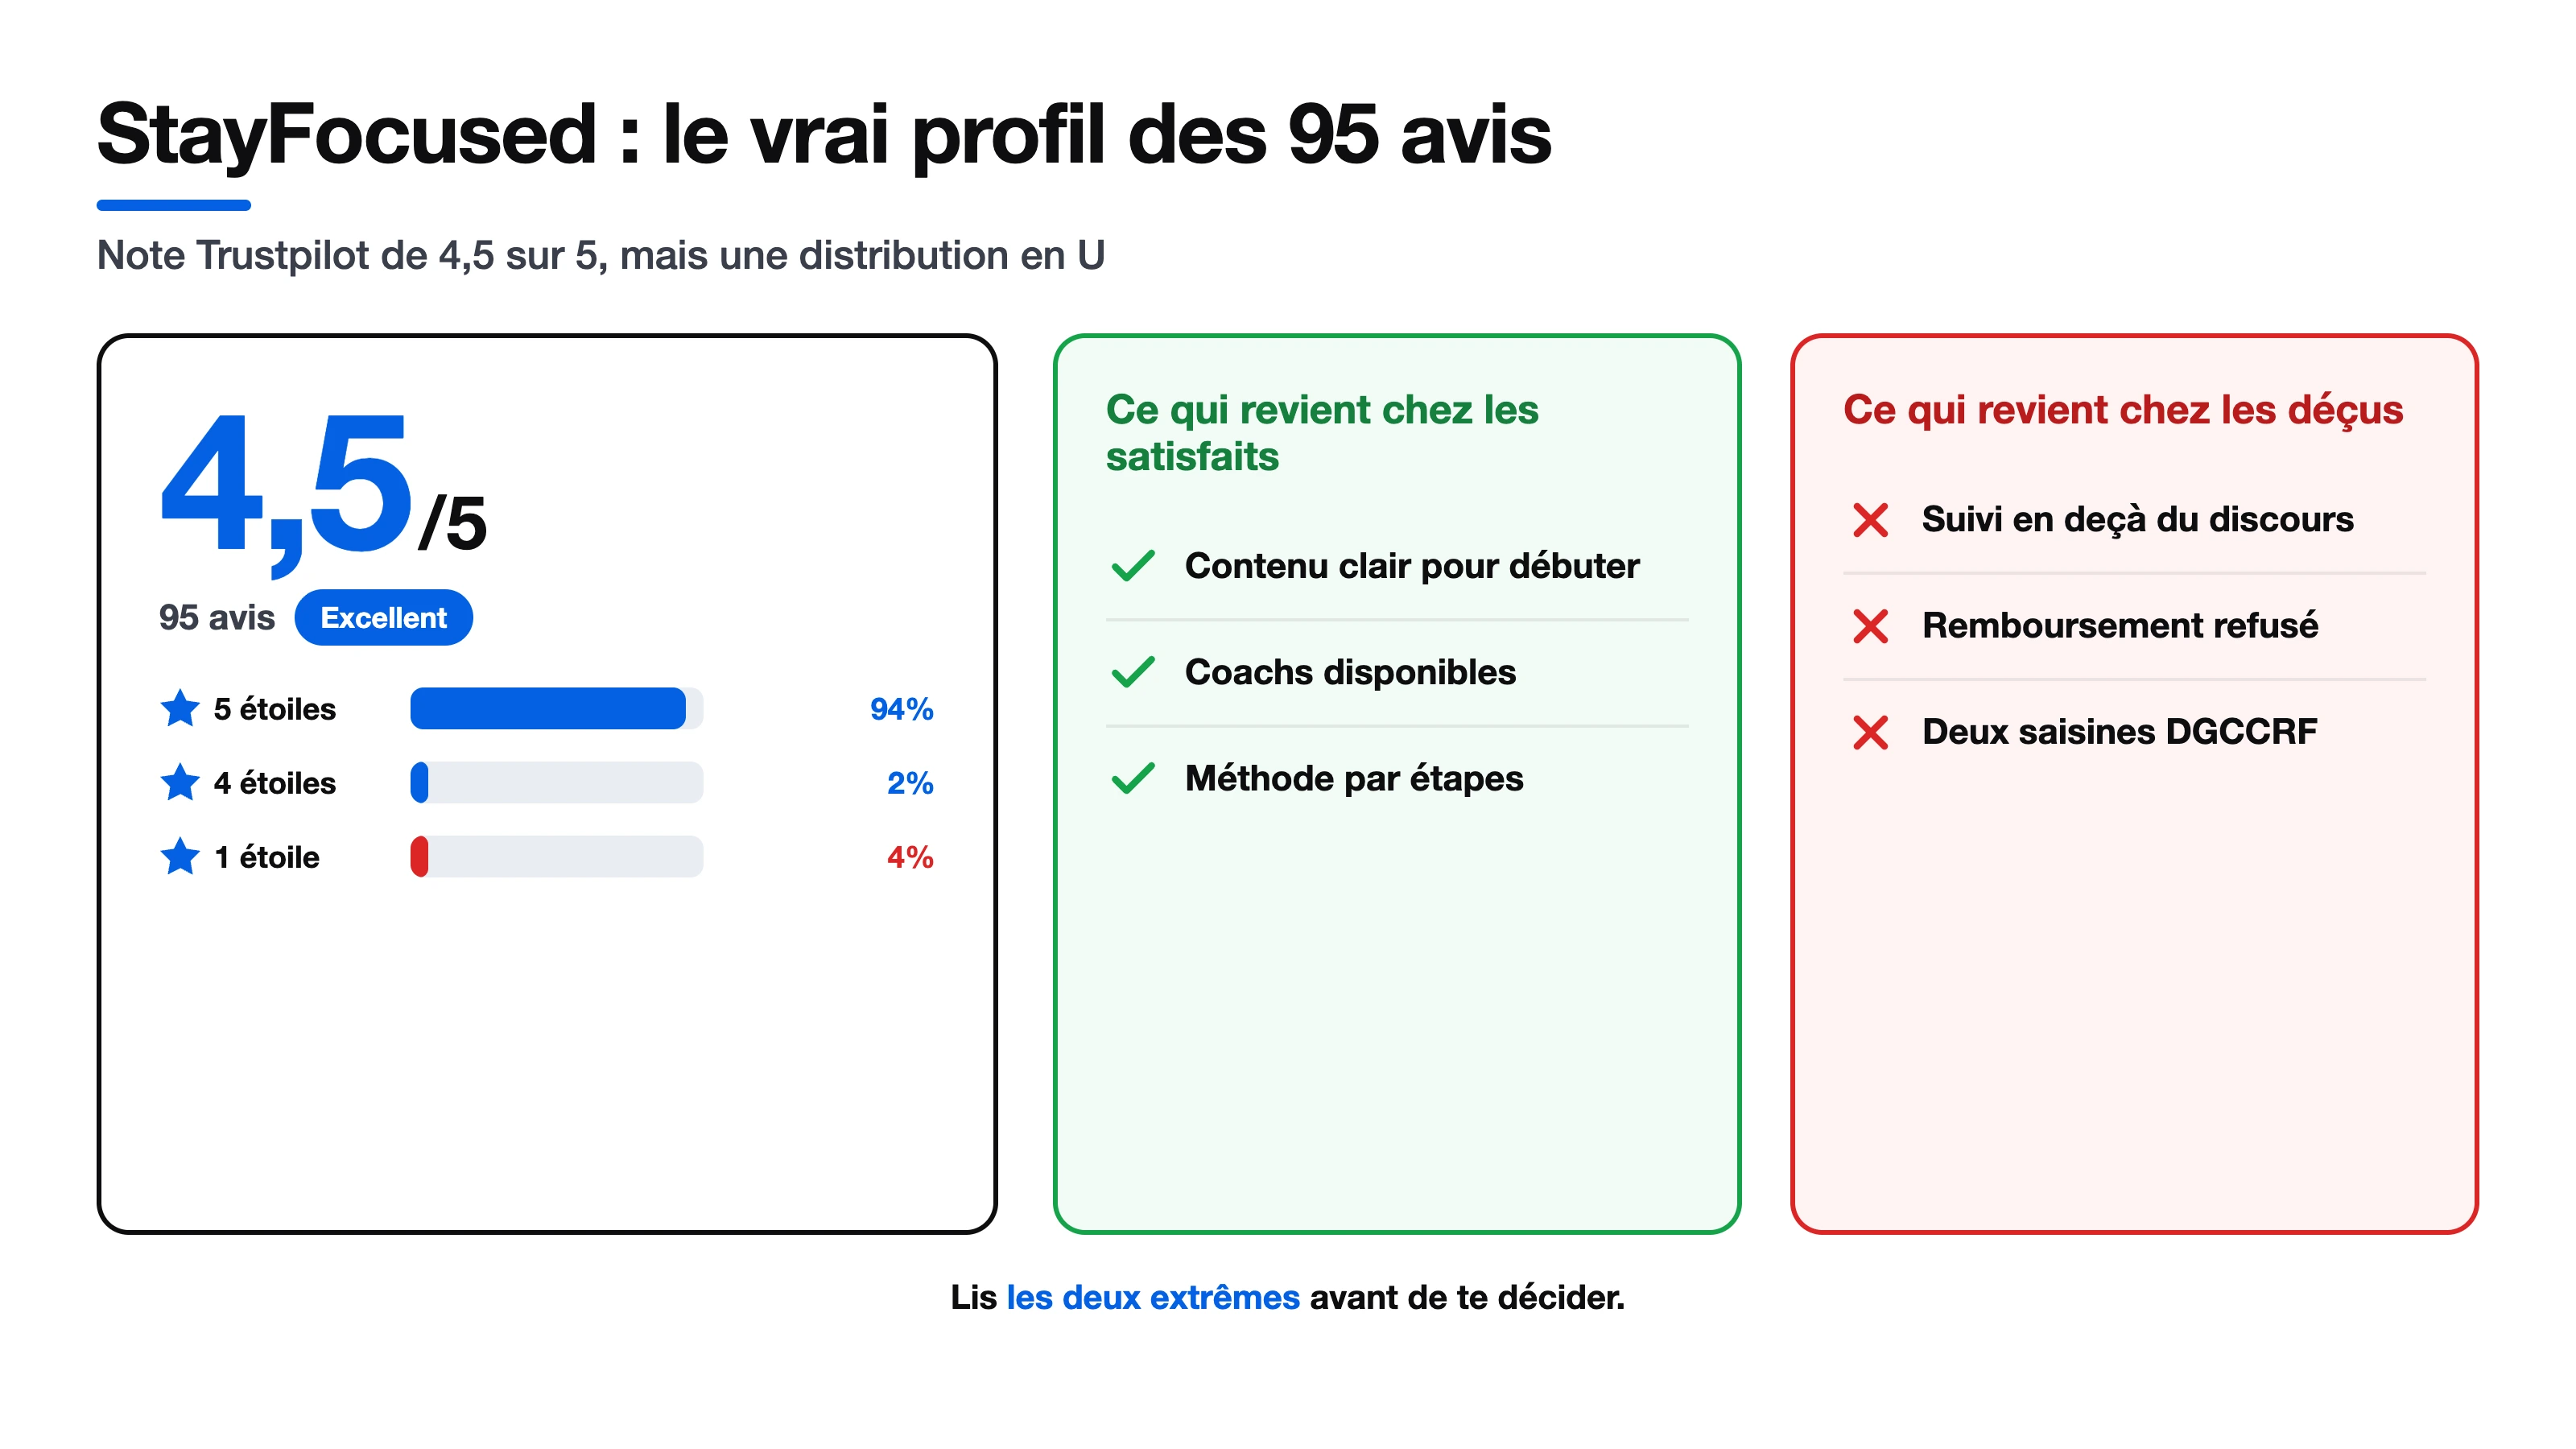 StayFocused : le vrai profil des 95 avis
Note Trustpilot de 4,5 sur 5, mais une distribution en U
4,5/5
95 avis Excellent
5 étoiles 94%
4 étoiles 2%
1 étoile 4%
Ce qui revient chez les
satisfaits
Contenu clair pour débuter
Coachs disponibles
Méthode par étapes
Ce qui revient chez les déçus
Suivi en deçà du discours
Remboursement refusé
Deux saisines DGCCRF
Lis les deux extrêmes avant de te décider.